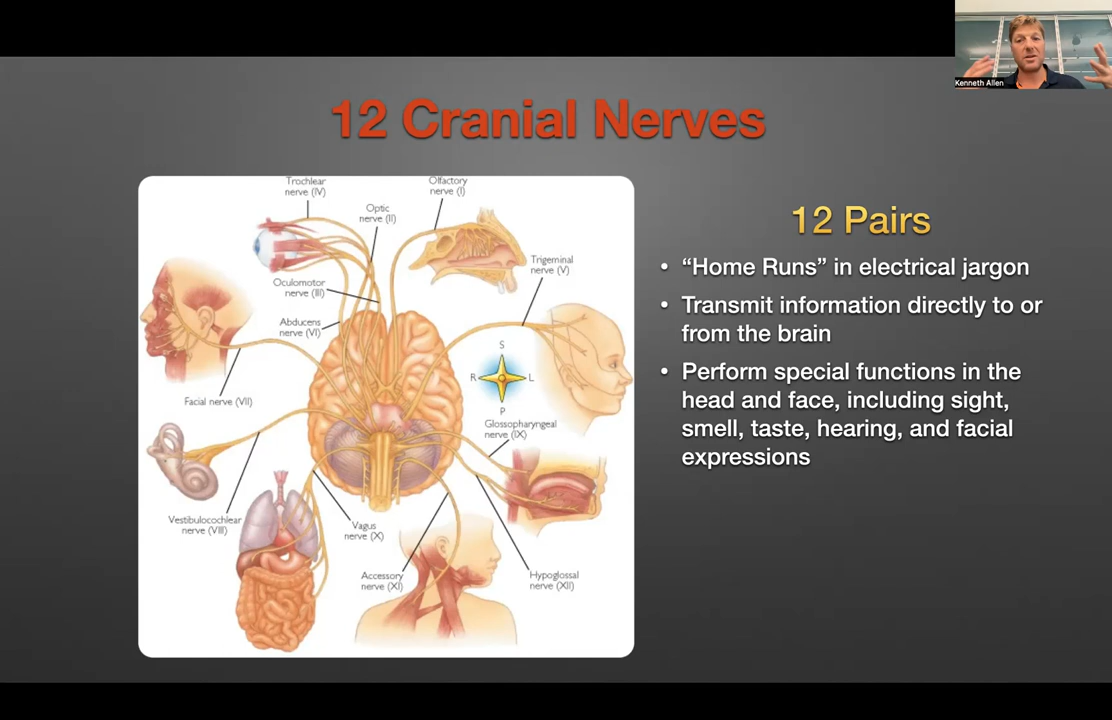 Kenneth Allen
12 Cranial Nerves
Trochlear
nerve (IV)
Olfactory
nerve (I)
Optic
nerve (II)
Trigeminal
nerve (V)
Oculomotor
nerve (III)
Abducens
nerve (VI)
S
R
L
P
Facial nerve (VII)
Glossopharyngeal
nerve (IX)
Vestibulocochlear
nerve (VIII)
Vagus
nerve (X)
Accessory
nerve (XI)
Hypoglossal
nerve (XII)
12 Pairs
• “Home Runs” in electrical jargon
• Transmit information directly to or
from the brain
• Perform special functions in the
head and face, including sight,
smell, taste, hearing, and facial
expressions